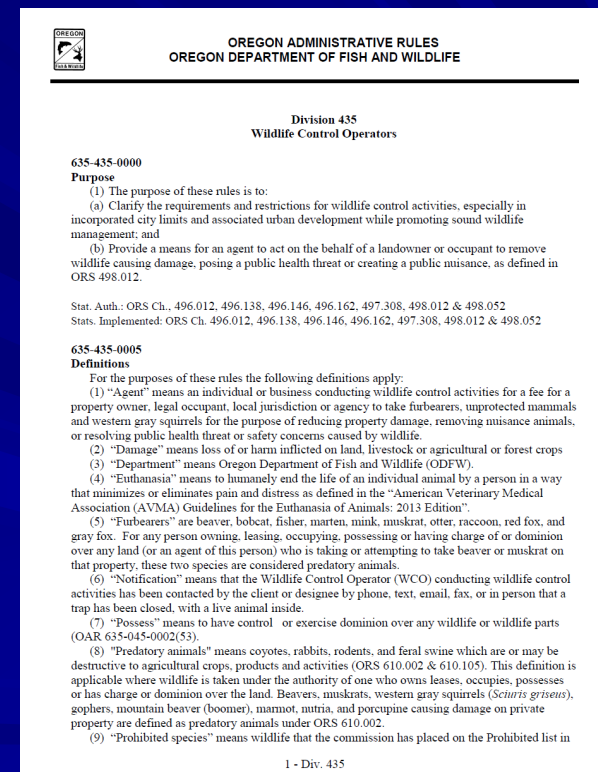 OREGON
Fish & Wildlife
OREGON ADMINISTRATIVE RULES
OREGON DEPARTMENT OF FISH AND WILDLIFE
Division 435
Wildlife Control Operators
635-435-0000
Purpose
(1) The purpose of these rules is to:
(a) Clarify the requirements and restrictions for wildlife control activities, especially in
incorporated city limits and associated urban development while promoting sound wildlife
management; and
(b) Provide a means for an agent to act on the behalf of a landowner or occupant to remove
wildlife causing damage, posing a public health threat or creating a public nuisance, as defined in
ORS 498.012.
Stat. Auth.: ORS Ch., 496.012, 496.138, 496.146, 496.162, 497.308, 498.012 & 498.052
Stats. Implemented: ORS Ch. 496.012, 496.138, 496.146, 496.162, 497.308, 498.012 & 498.052
635-435-0005
Definitions
For the purposes of these rules the following definitions apply:
(1) “Agent” means an individual or business conducting wildlife control activities for a fee for a
property owner, legal occupant, local jurisdiction or agency to take furbearers, unprotected mammals
and western gray squirrels for the purpose of reducing property damage, removing nuisance animals,
or resolving public health threat or safety concerns caused by wildlife.
(2) “Damage” means loss of or harm inflicted on land, livestock or agricultural or forest crops
(3) “Department” means Oregon Department of Fish and Wildlife (ODFW).
(4) “Euthanasia” means to humanely end the life of an individual animal by a person in a way
that minimizes or eliminates pain and distress as defined in the “American Veterinary Medical
Association (AVMA) Guidelines for the Euthanasia of Animals: 2013 Edition”.
(5) “Furbearers” are beaver, bobcat, fisher, marten, mink, muskrat, otter, raccoon, red fox, and
gray fox. For any person owning, leasing, occupying, possessing or having charge of or dominion
over any land (or an agent of this person) who is taking or attempting to take beaver or muskrat on
that property, these two species are considered predatory animals.
(6) “Notification” means that the Wildlife Control Operator (WCO) conducting wildlife control
activities has been contacted by the client or designee by phone, text, email, fax, or in person that a
trap has been closed, with a live animal inside.
(7) “Possess” means to have control or exercise dominion over any wildlife or wildlife parts
(OAR 635-045-0002(53).
(8) "Predatory animals" means coyotes, rabbits, rodents, and feral swine which are or may be
destructive to agricultural crops, products and activities (ORS 610.002 & 610.105). This definition is
applicable where wildlife is taken under the authority of one who owns leases, occupies, possesses
or has charge or dominion over the land. Beavers, muskrats, western gray squirrels (Sciuris griseus),
gophers, mountain beaver (boomer), marmot, nutria, and porcupine causing damage on private
property are defined as predatory animals under ORS 610.002.
(9) “Prohibited species” means wildlife that the commission has placed on the Prohibited list in
1 - Div. 435